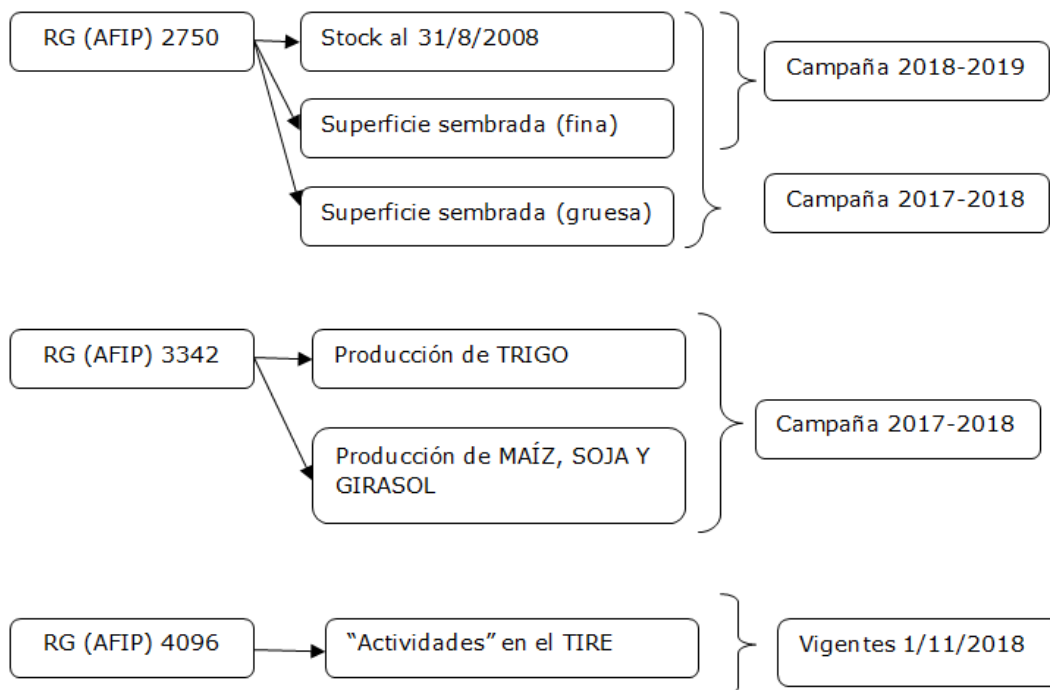 RG (AFIP) 2750
Stock al 31/8/2008
Superficie sembrada (fina)
Superficie sembrada (gruesa)
Campaña 2018-2019
Campaña 2017-2018
RG (AFIP) 3342
Producción de TRIGO
Producción de MAÍZ, SOJA Y
GIRASOL
Campaña 2017-2018
RG (AFIP) 4096
“Actividades” en el TIRE
Vigentes 1/11/2018